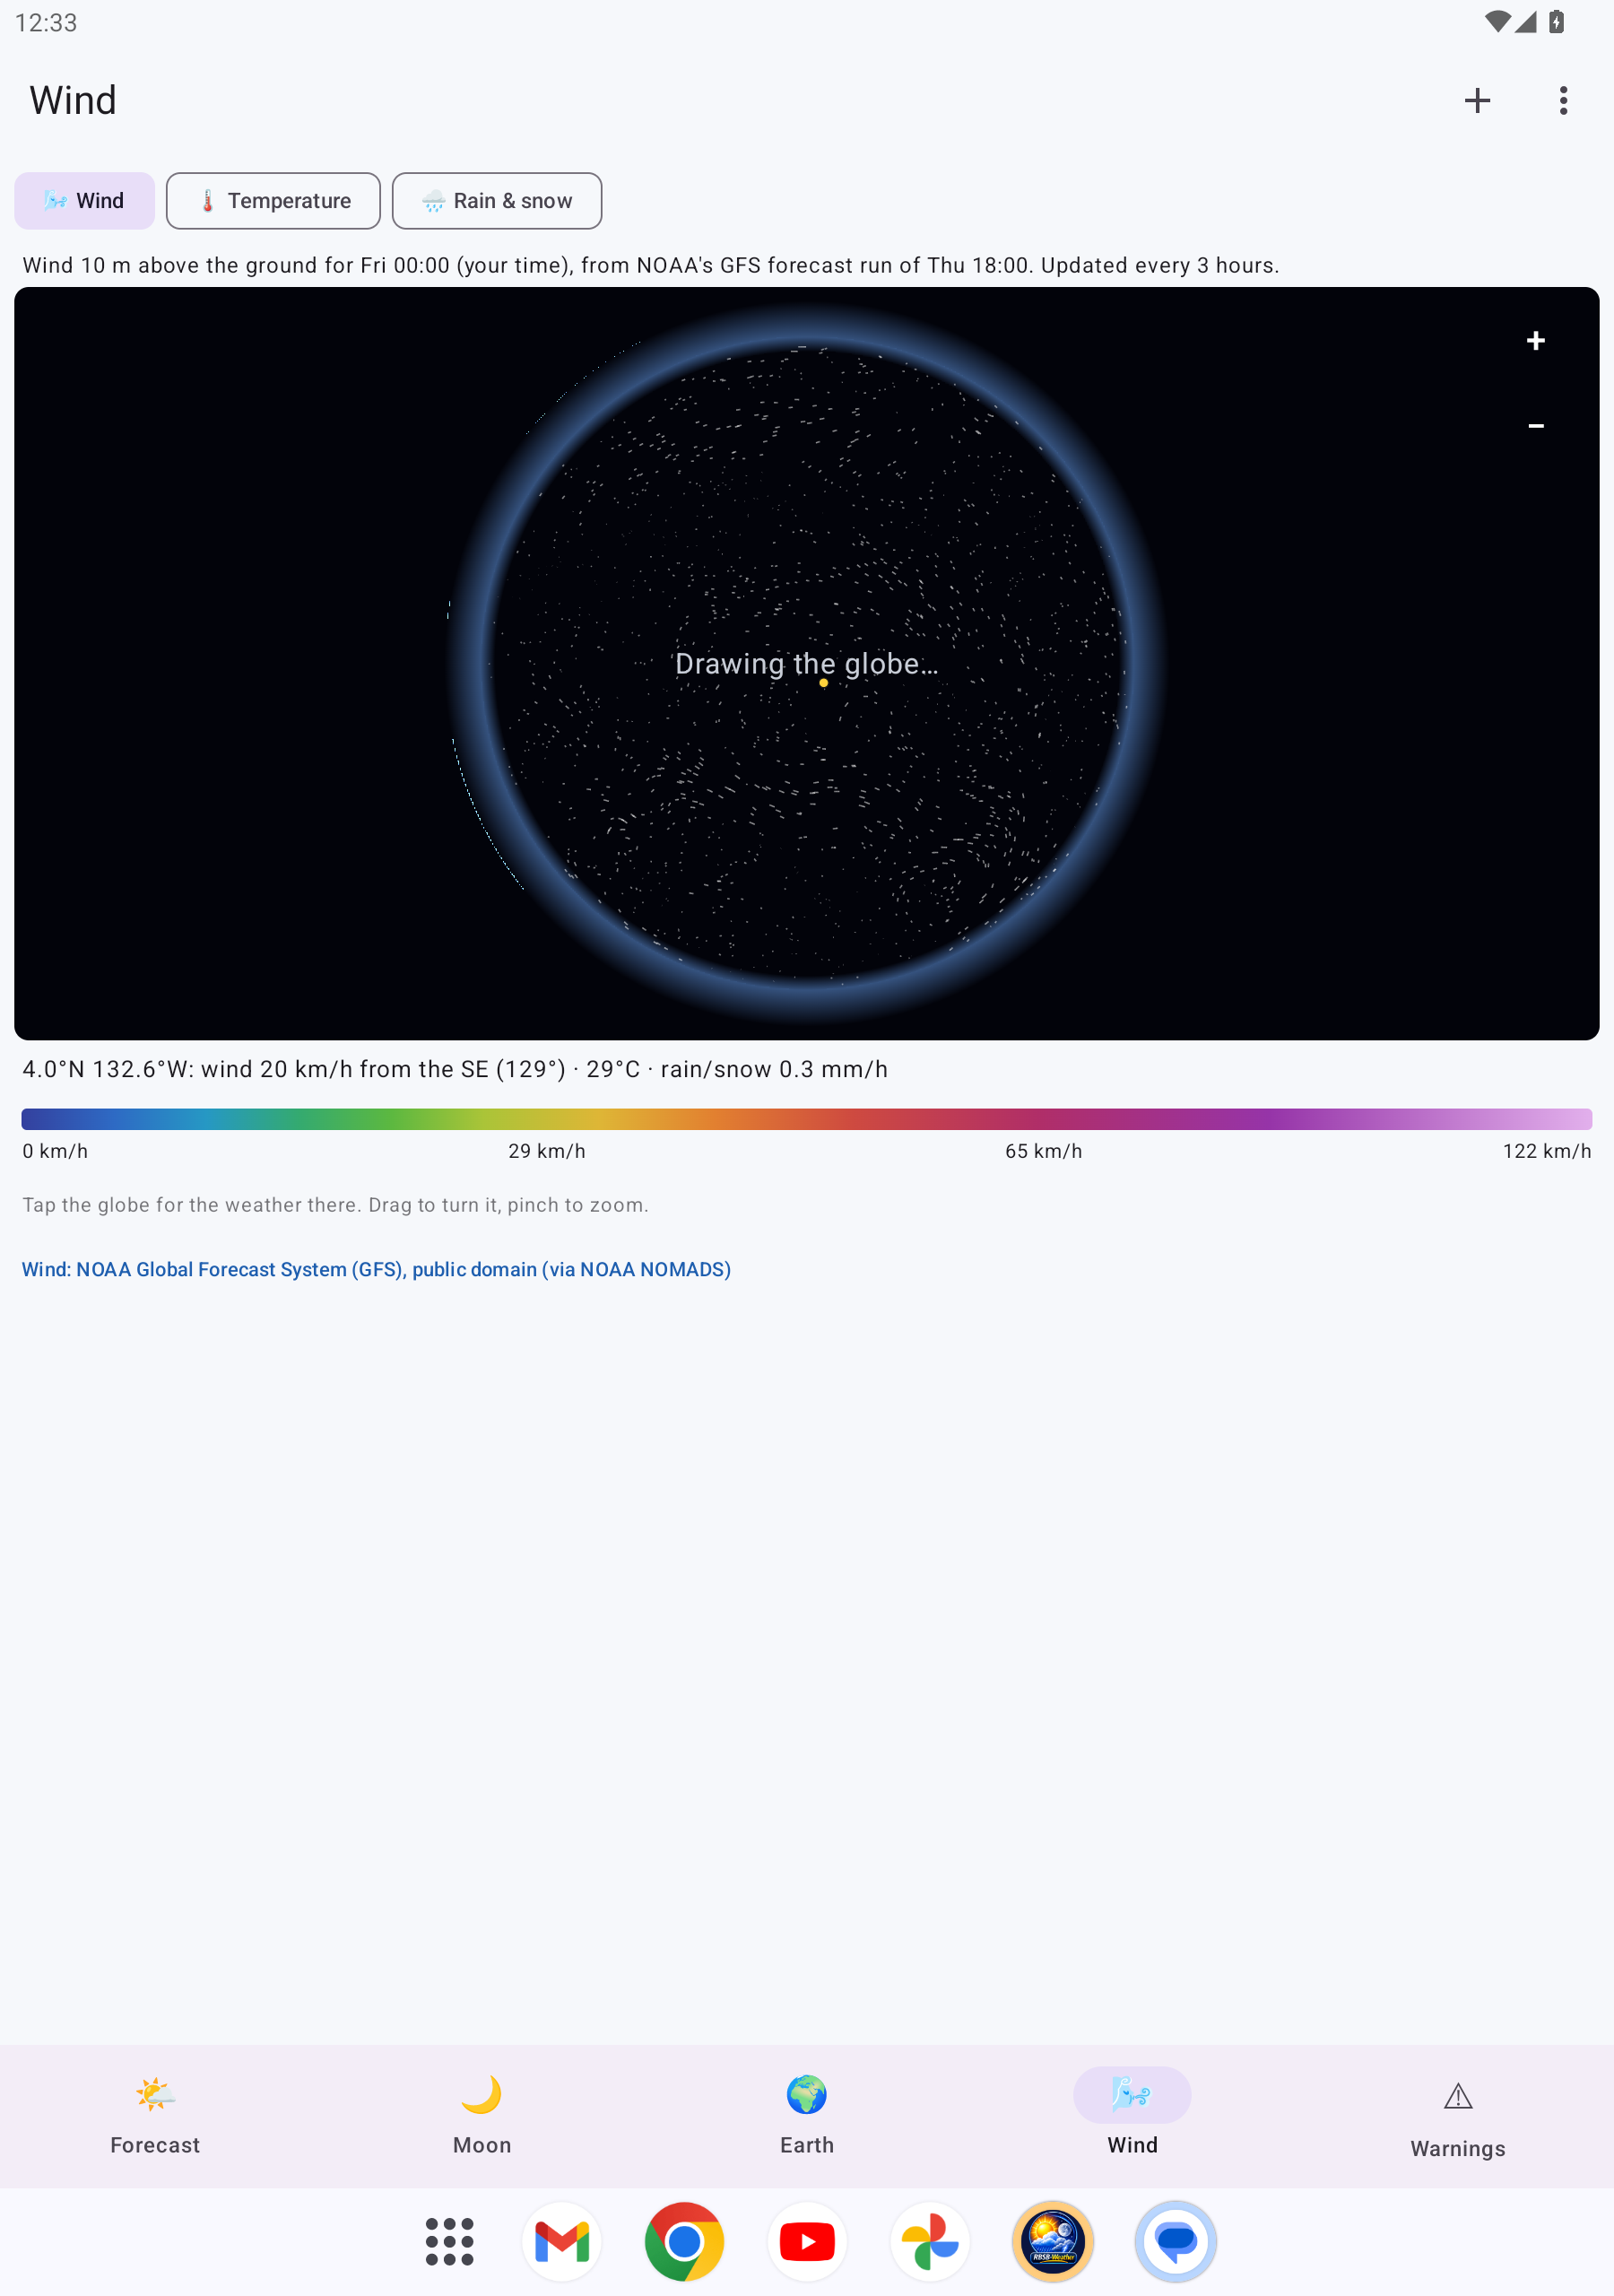 12:33
Wind
Wind
Temperature
Rain & snow
Wind 10 m above the ground for Fri 00:00 (your time), from NOAA's GFS forecast run of Thu 18:00. Updated every 3 hours.
+
−
Drawing the globe…
4.0°N 132.6°W: wind 20 km/h from the SE (129°) · 29°C · rain/snow 0.3 mm/h
0 km/h 29 km/h 65 km/h 122 km/h
Tap the globe for the weather there. Drag to turn it, pinch to zoom.
Wind: NOAA Global Forecast System (GFS), public domain (via NOAA NOMADS)
Forecast
Moon
Earth
Wind
Warnings
RBSR-Weather